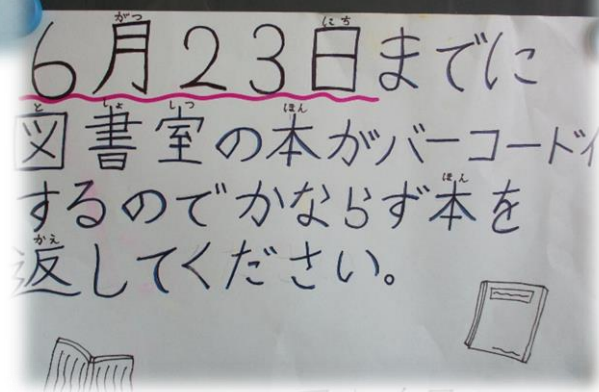 6月23日までに
図書室の本がバーコードイ
するのでかならず本を
返してください。